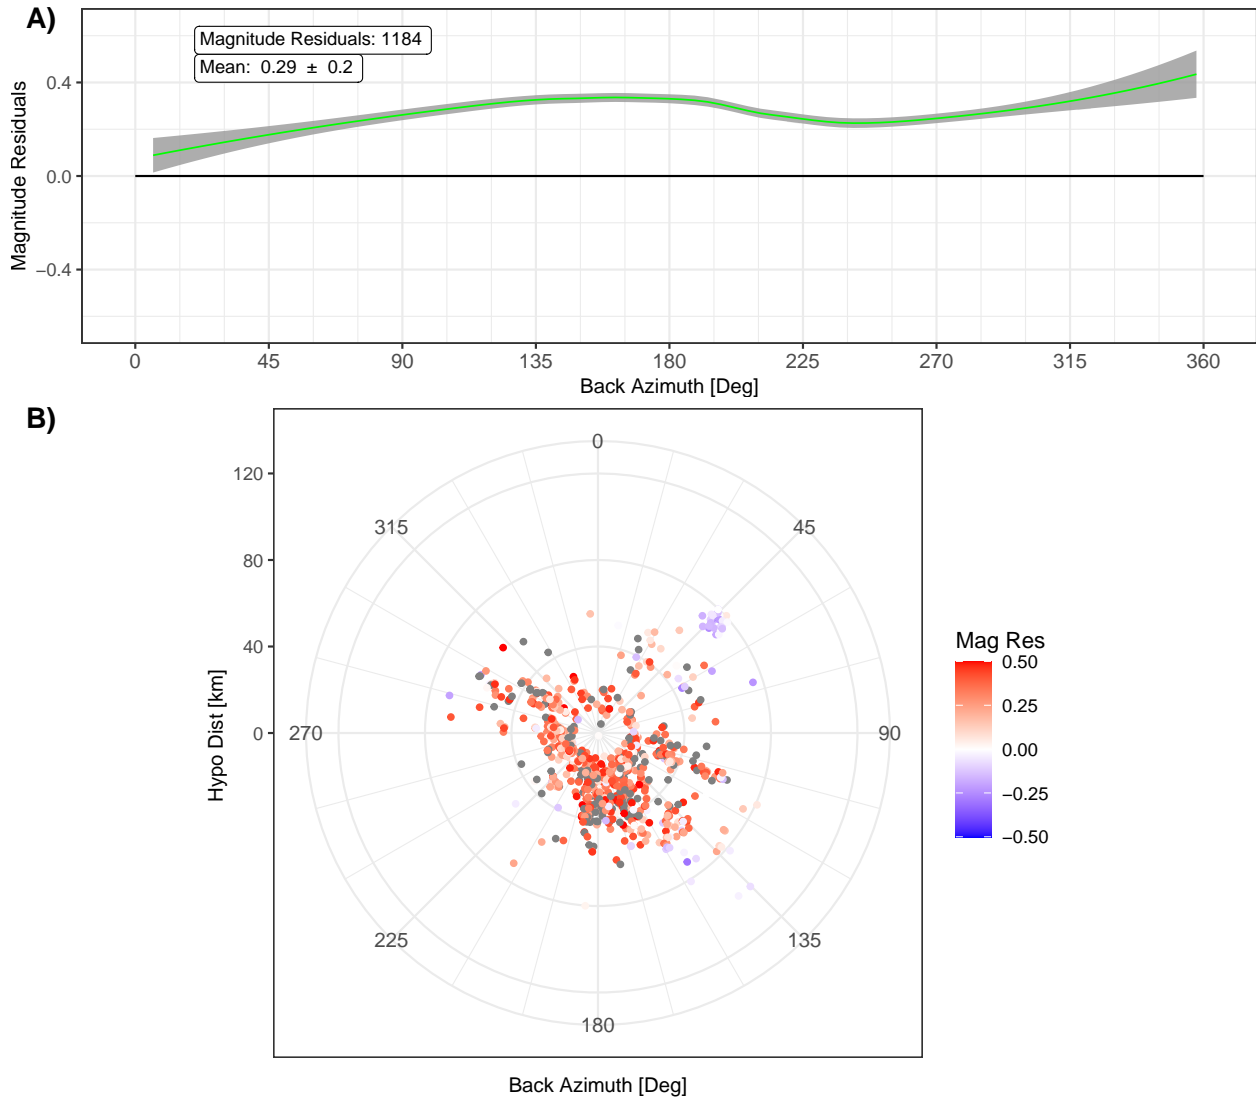 A)
Magnitude Residuals: 1184
Mean:  0.29  ±  0.2
0.4
0.0
−0.4
Magnitude Residuals
0 45 90 135 180 225 270 315 360
Back Azimuth [Deg]
B)
120
80
40
0
Hypo Dist [km]
0
45
90
135
180
225
270
315
Back Azimuth [Deg]
Mag Res
0.50
0.25
0.00
−0.25
−0.50